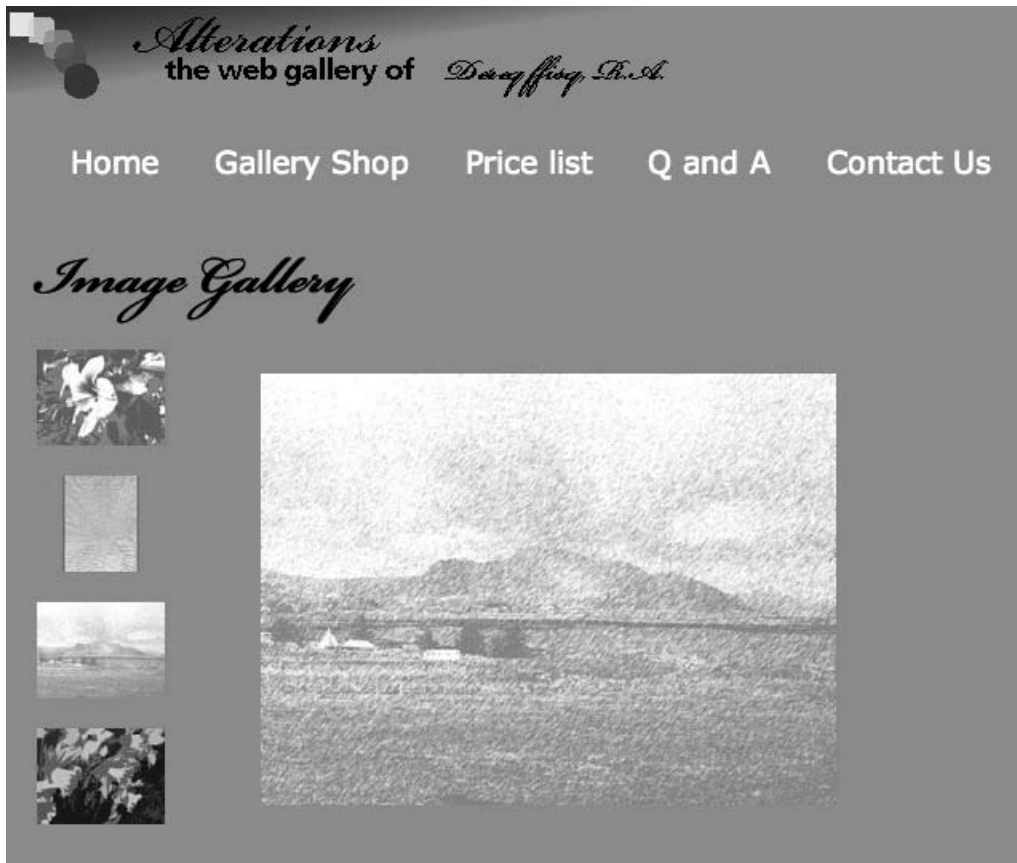 Alterations
the web gallery of R.A.
Home Gallery Shop Price list Q and A Contact Us
Image Gallery